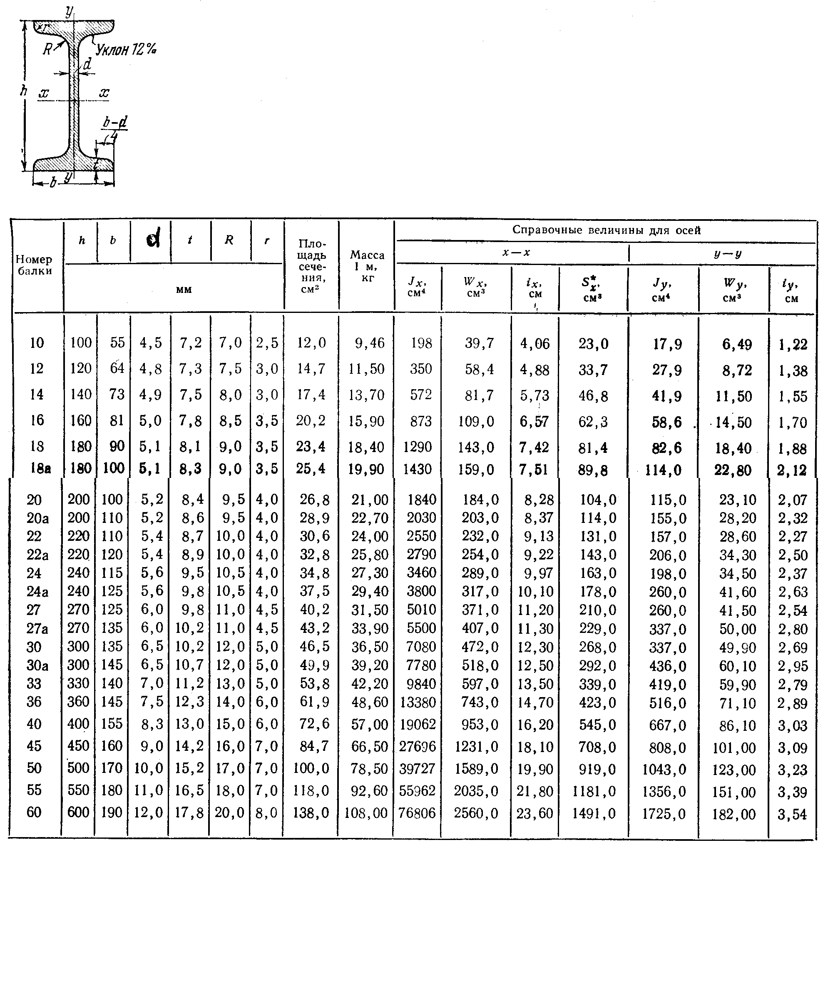 y
r
R
Уклон 12%
d
h
x x
b-d
4
t
y
b
Номер балки
h b d t R r
мм
Пло-
щадь
сече-
ния,
см²
Масса
1 м,
кг
Справочные величины для осей
x — x y — y
Jx, см⁴ Wx, см³ ix, см S*x, см³ Jy, см⁴ Wy, см³ iy, см
10 100 55 4,5 7,2 7,0 2,5 12,0 9,46 198 39,7 4,06 23,0 17,9 6,49 1,22
12 120 64 4,8 7,3 7,5 3,0 14,7 11,50 350 58,4 4,88 33,7 27,9 8,72 1,38
14 140 73 4,9 7,5 8,0 3,0 17,4 13,70 572 81,7 5,73 46,8 41,9 11,50 1,55
16 160 81 5,0 7,8 8,5 3,5 20,2 15,90 873 109,0 6,57 62,3 58,6 14,50 1,70
18 180 90 5,1 8,1 9,0 3,5 23,4 18,40 1290 143,0 7,42 81,4 82,6 18,40 1,88
18а 180 100 5,1 8,3 9,0 3,5 25,4 19,90 1430 159,0 7,51 89,8 114,0 22,80 2,12
20 200 100 5,2 8,4 9,5 4,0 26,8 21,00 1840 184,0 8,28 104,0 115,0 23,10 2,07
20а 200 110 5,2 8,6 9,5 4,0 28,9 22,70 2030 203,0 8,37 114,0 155,0 28,20 2,32
22 220 110 5,4 8,7 10,0 4,0 30,6 24,00 2550 232,0 9,13 131,0 157,0 28,60 2,27
22а 220 120 5,4 8,9 10,0 4,0 32,8 25,80 2790 254,0 9,22 143,0 206,0 34,30 2,50
24 240 115 5,6 9,5 10,5 4,0 34,8 27,30 3460 289,0 9,97 163,0 198,0 34,50 2,37
24а 240 125 5,6 9,8 10,5 4,0 37,5 29,40 3800 317,0 10,10 178,0 260,0 41,60 2,63
27 270 125 6,0 9,8 11,0 4,5 40,2 31,50 5010 371,0 11,20 210,0 260,0 41,50 2,54
27а 270 135 6,0 10,2 11,0 4,5 43,2 33,90 5500 407,0 11,30 229,0 337,0 50,00 2,80
30 300 135 6,5 10,2 12,0 5,0 46,5 36,50 7080 472,0 12,30 268,0 337,0 49,90 2,69
30а 300 145 6,5 10,7 12,0 5,0 49,9 39,20 7780 518,0 12,50 292,0 436,0 60,10 2,95
33 330 140 7,0 11,2 13,0 5,0 53,8 42,20 9840 597,0 13,50 339,0 419,0 59,90 2,79
36 360 145 7,5 12,3 14,0 6,0 61,9 48,60 13380 743,0 14,70 423,0 516,0 71,10 2,89
40 400 155 8,3 13,0 15,0 6,0 72,6 57,00 19062 953,0 16,20 545,0 667,0 86,10 3,03
45 450 160 9,0 14,2 16,0 7,0 84,7 66,50 27696 1231,0 18,10 708,0 808,0 101,00 3,09
50 500 170 10,0 15,2 17,0 7,0 100,0 78,50 39727 1589,0 19,90 919,0 1043,0 123,00 3,23
55 550 180 11,0 16,5 18,0 7,0 118,0 92,60 55962 2035,0 21,80 1181,0 1356,0 151,00 3,39
60 600 190 12,0 17,8 20,0 8,0 138,0 108,00 76806 2560,0 23,60 1491,0 1725,0 182,00 3,54